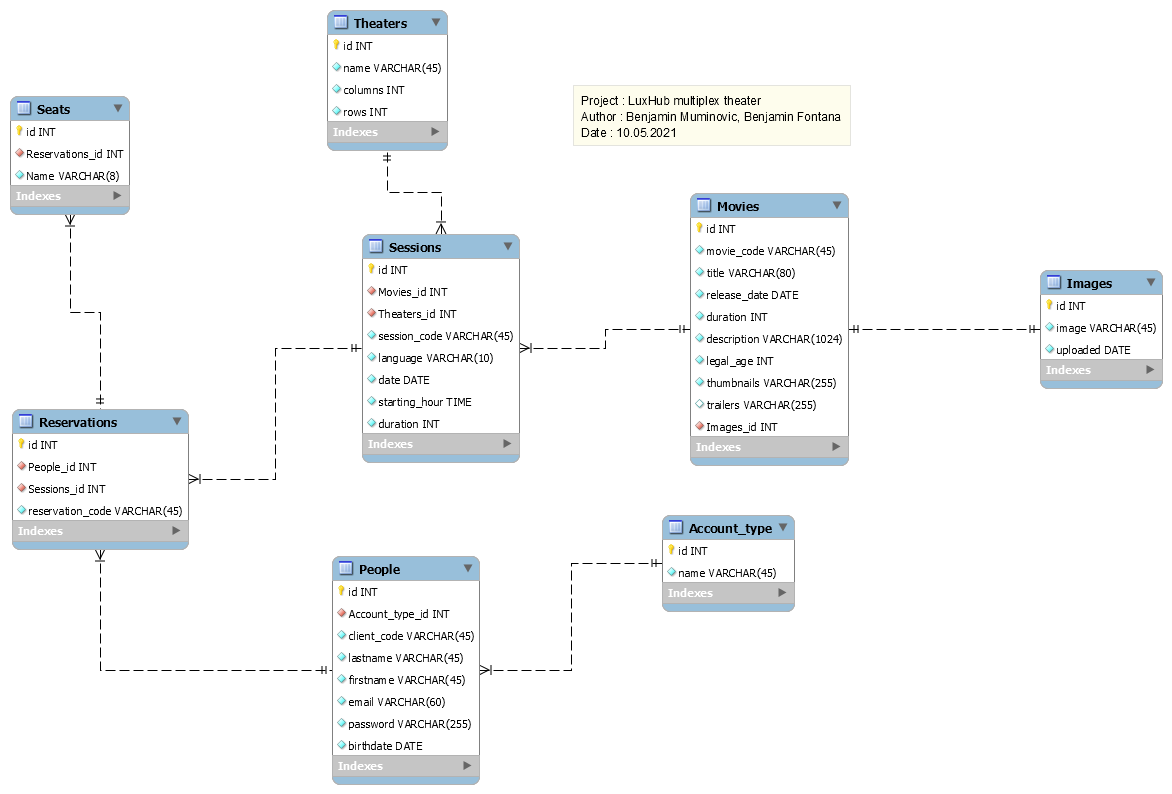 Theaters
id INT
name VARCHAR(45)
columns INT
rows INT
Indexes
Project : LuxHub multiplex theater
Author : Benjamin Muminovic, Benjamin Fontana
Date : 10.05.2021
Seats
id INT
Reservations_id INT
Name VARCHAR(8)
Indexes
Movies
id INT
movie_code VARCHAR(45)
title VARCHAR(80)
release_date DATE
duration INT
description VARCHAR(1024)
legal_age INT
thumbnails VARCHAR(255)
trailers VARCHAR(255)
Images_id INT
Indexes
Sessions
id INT
Movies_id INT
Theaters_id INT
session_code VARCHAR(45)
language VARCHAR(10)
date DATE
starting_hour TIME
duration INT
Indexes
Images
id INT
image VARCHAR(45)
uploaded DATE
Indexes
Reservations
id INT
People_id INT
Sessions_id INT
reservation_code VARCHAR(45)
Indexes
Account_type
id INT
name VARCHAR(45)
Indexes
People
id INT
Account_type_id INT
client_code VARCHAR(45)
lastname VARCHAR(45)
firstname VARCHAR(45)
email VARCHAR(60)
password VARCHAR(255)
birthdate DATE
Indexes